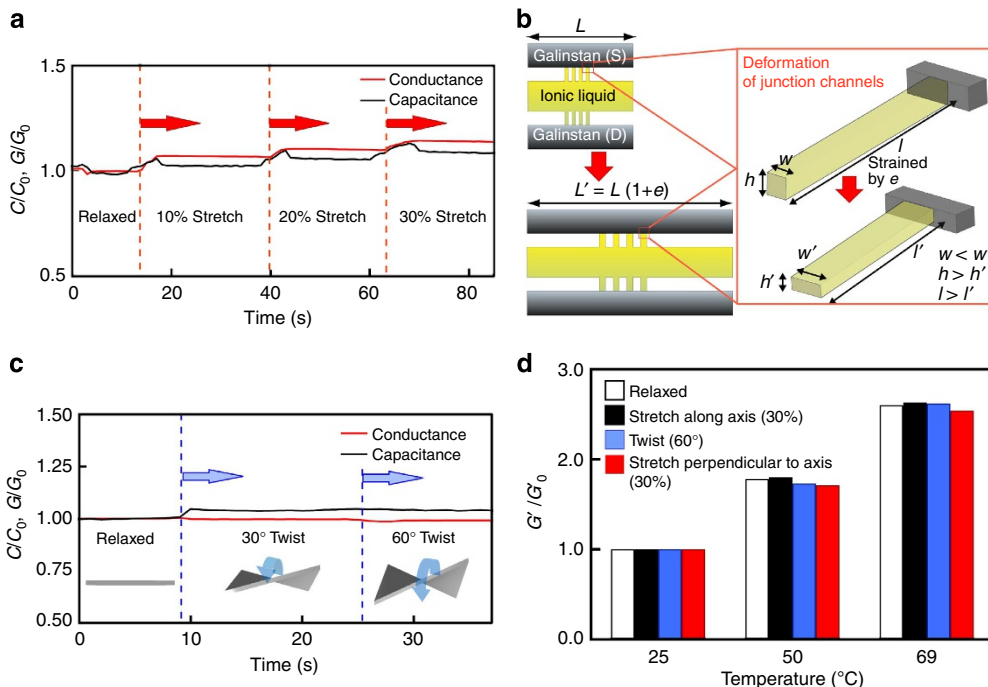 a
1.5
1.0
0.5
C/C₀, G/G₀
Conductance
Capacitance
Relaxed
10% Stretch
20% Stretch
30% Stretch
0
20
40
60
80
Time (s)
b
L
Galinstan (S)
Ionic liquid
Galinstan (D)
L′ = L (1+e)
Deformation
of junction channels
w
h
l
Strained
by e
w′
h′
l′
w < w′
h > h′
l > l′
c
1.50
1.25
1.00
0.75
0.50
C/C₀, G/G₀
Conductance
Capacitance
Relaxed
30° Twist
60° Twist
0
10
20
30
Time (s)
d
3.0
2.0
1.0
0.0
G′/G′₀
Relaxed
Stretch along axis (30%)
Twist (60°)
Stretch perpendicular to axis
(30%)
25
50
69
Temperature (°C)